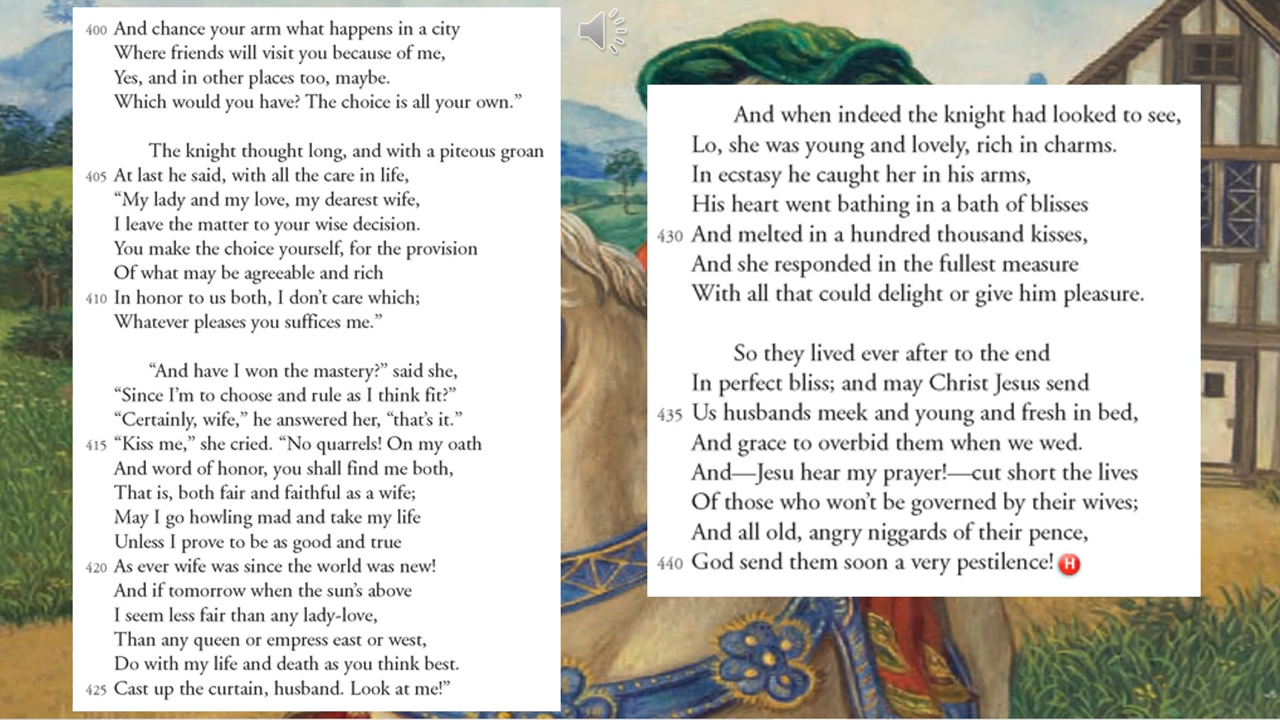 400 And chance your arm what happens in a city
Where friends will visit you because of me,
Yes, and in other places too, maybe.
Which would you have? The choice is all your own.”
The knight thought long, and with a piteous groan
405 At last he said, with all the care in life,
“My lady and my love, my dearest wife,
I leave the matter to your wise decision.
You make the choice yourself, for the provision
Of what may be agreeable and rich
410 In honor to us both, I don’t care which;
Whatever pleases you suffices me.”
“And have I won the mastery?” said she,
“Since I’m to choose and rule as I think fit?”
“Certainly, wife,” he answered her, “that’s it.”
415 “Kiss me,” she cried. “No quarrels! On my oath
And word of honor, you shall find me both,
That is, both fair and faithful as a wife;
May I go howling mad and take my life
Unless I prove to be as good and true
420 As ever wife was since the world was new!
And if tomorrow when the sun’s above
I seem less fair than any lady-love,
Than any queen or empress east or west,
Do with my life and death as you think best.
425 Cast up the curtain, husband. Look at me!”
And when indeed the knight had looked to see,
Lo, she was young and lovely, rich in charms.
In ecstasy he caught her in his arms,
His heart went bathing in a bath of blisses
430 And melted in a hundred thousand kisses,
And she responded in the fullest measure
With all that could delight or give him pleasure.
So they lived ever after to the end
In perfect bliss; and may Christ Jesus send
435 Us husbands meek and young and fresh in bed,
And grace to overbid them when we wed.
And—Jesu hear my prayer!—cut short the lives
Of those who won’t be governed by their wives;
And all old, angry niggards of their pence,
440 God send them soon a very pestilence! H